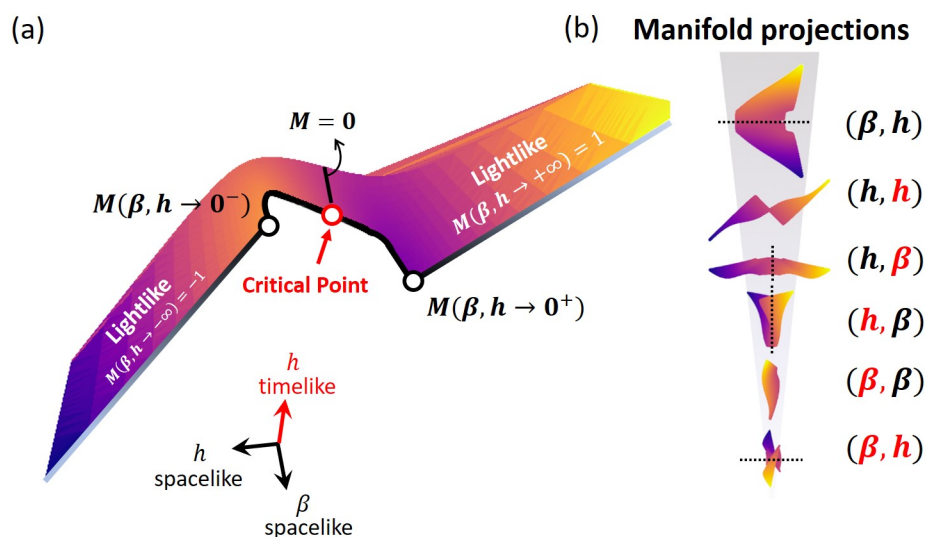 (a)
M = 0
M(β, h → 0⁻)
Lightlike
M(β, h → −∞) = −1
Critical Point
Lightlike
M(β, h → +∞) = 1
M(β, h → 0⁺)
h
timelike
h
spacelike
β
spacelike
(b)
Manifold projections
(β, h)
(h, h)
(h, β)
(h, β)
(β, β)
(β, h)